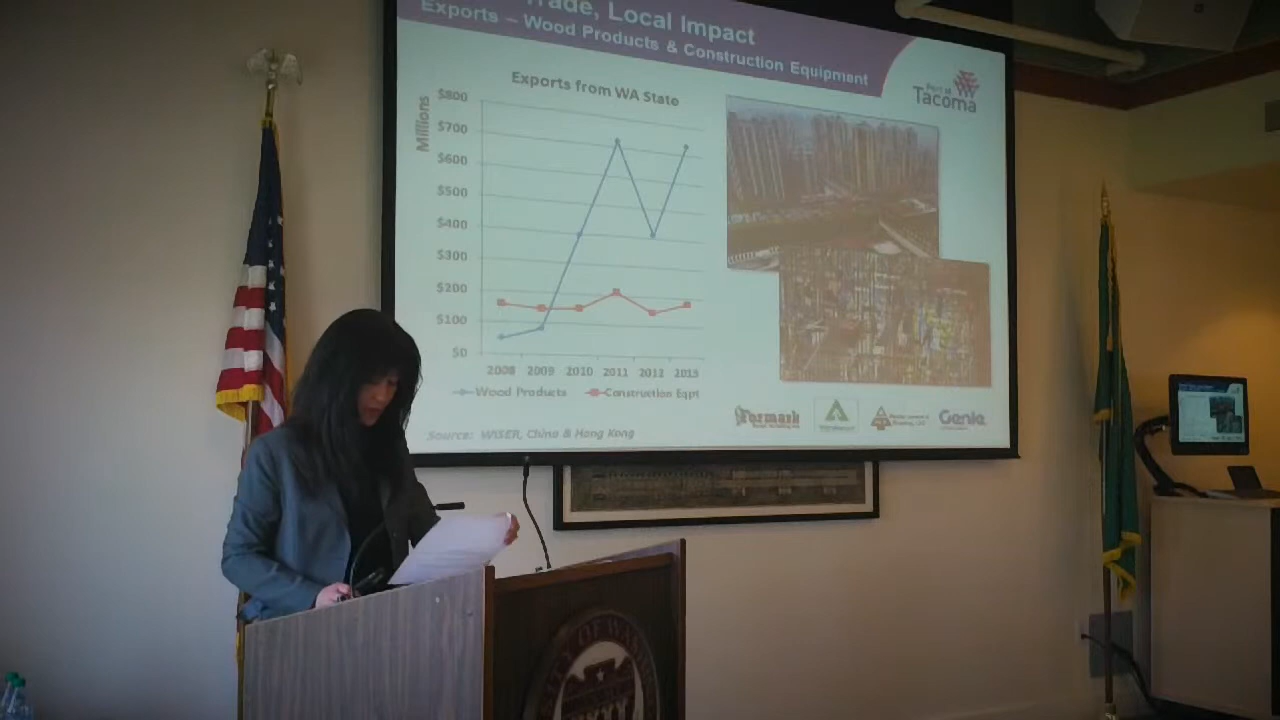 Trade, Local Impact
Exports – Wood Products & Construction Equipment
Port of
Tacoma
Exports from WA State
Millions
$800
$700
$600
$500
$400
$300
$200
$100
$0
2008 2009 2010 2011 2012 2013
Wood Products Construction Eqpt
Source: WISER, China & Hong Kong
Formark
Genie